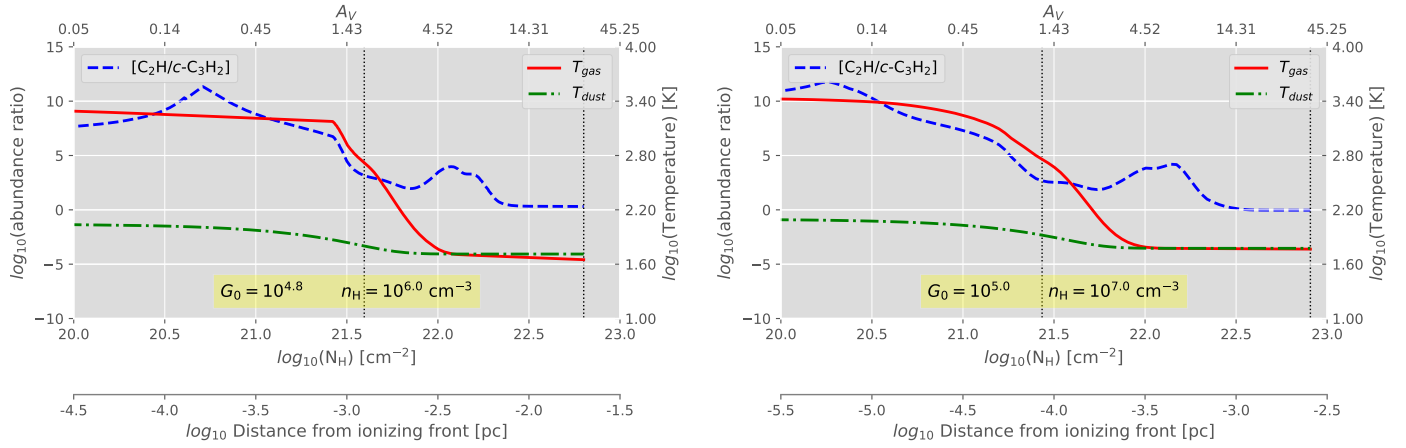 A_V
0.05 0.14 0.45 1.43 4.52 14.31 45.25
15 10 5 0 −5 −10
log₁₀(abundance ratio)
[C₂H/c-C₃H₂]
T_gas
T_dust
4.00 3.40 2.80 2.20 1.60 1.00
log₁₀(Temperature) [K]
G₀ = 10^4.8 n_H = 10^6.0 cm⁻³
20.0 20.5 21.0 21.5 22.0 22.5 23.0
log₁₀(N_H) [cm⁻²]
-4.5 -4.0 -3.5 -3.0 -2.5 -2.0 -1.5
log₁₀ Distance from ionizing front [pc]
A_V
0.05 0.14 0.45 1.43 4.52 14.31 45.25
15 10 5 0 −5 −10
log₁₀(abundance ratio)
[C₂H/c-C₃H₂]
T_gas
T_dust
4.00 3.40 2.80 2.20 1.60 1.00
log₁₀(Temperature) [K]
G₀ = 10^5.0 n_H = 10^7.0 cm⁻³
20.0 20.5 21.0 21.5 22.0 22.5 23.0
log₁₀(N_H) [cm⁻²]
-5.5 -5.0 -4.5 -4.0 -3.5 -3.0 -2.5
log₁₀ Distance from ionizing front [pc]